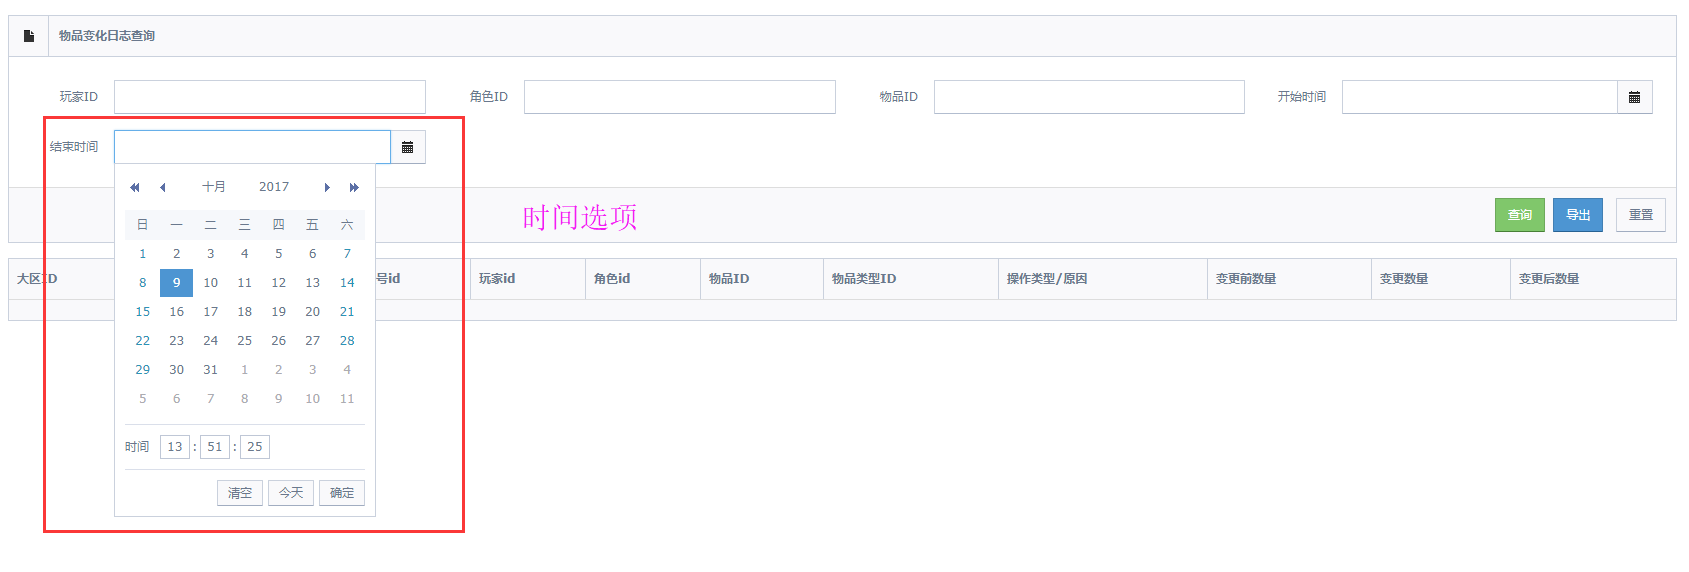 物品变化日志查询
玩家ID 角色ID 物品ID 开始时间
结束时间
十月 2017
日 一 二 三 四 五 六
1 2 3 4 5 6 7
8 9 10 11 12 13 14
15 16 17 18 19 20 21
22 23 24 25 26 27 28
29 30 31 1 2 3 4
5 6 7 8 9 10 11
时间 13 : 51 : 25
清空 今天 确定
时间选项
查询 导出 重置
大区ID 号id 玩家id 角色id 物品ID 物品类型ID 操作类型/原因 变更前数量 变更数量 变更后数量